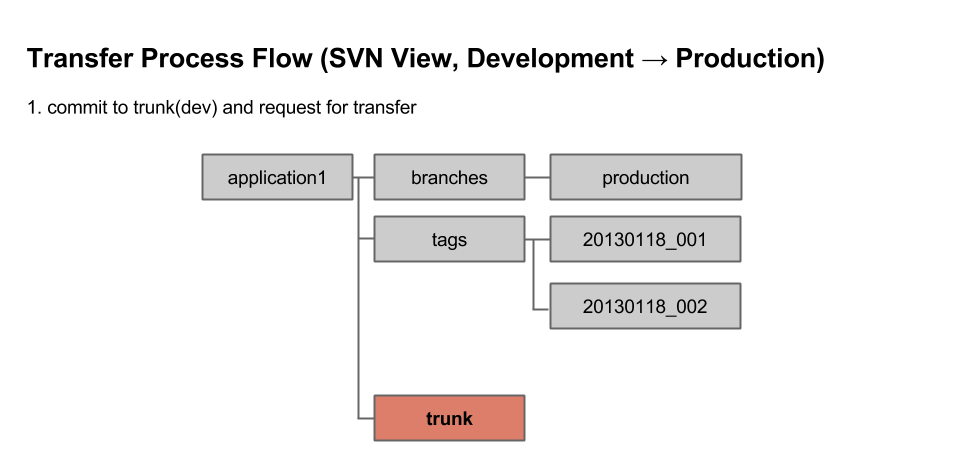 Transfer Process Flow (SVN View, Development → Production)
1. commit to trunk(dev) and request for transfer
application1
branches
production
tags
20130118_001
20130118_002
trunk